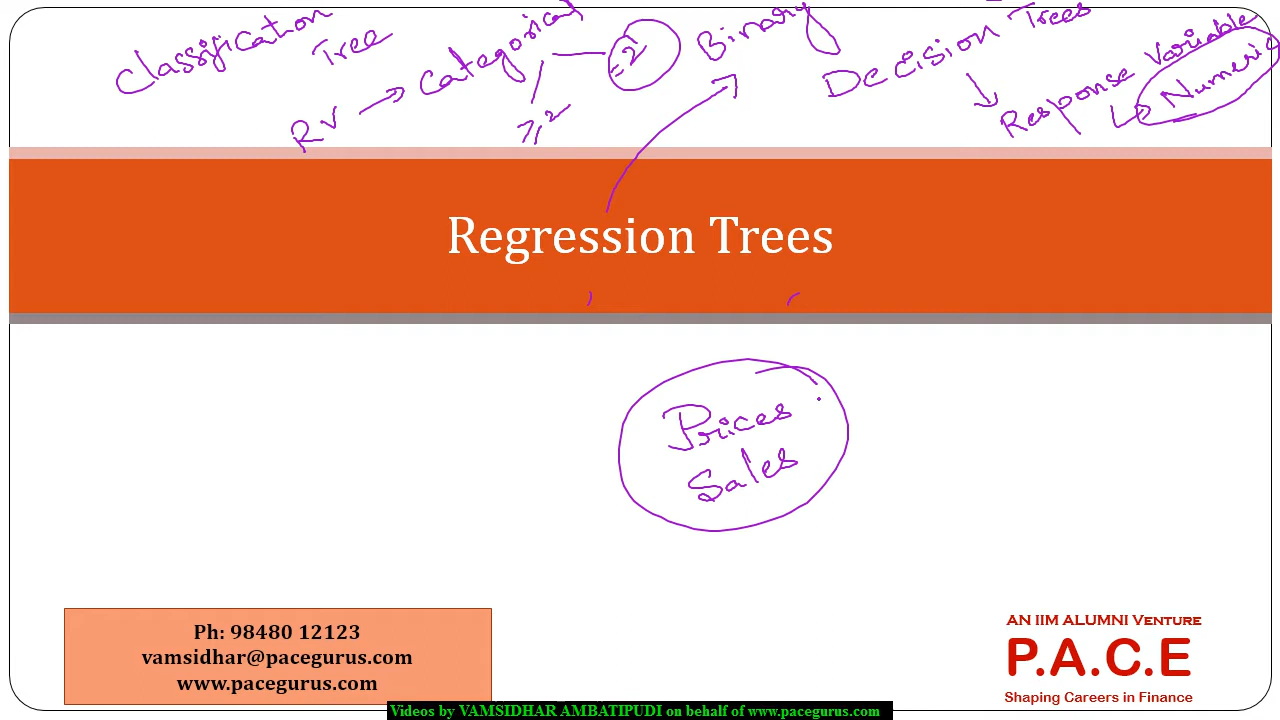 Classification
Tree
RV → Categorical
= 2
≥ 2
Binary
Decision Trees
Response Variable
Numeric
Regression Trees
Prices
Sales
Ph: 98480 12123
vamsidhar@pacegurus.com
www.pacegurus.com
AN IIM ALUMNI VENTURE
P.A.C.E
Shaping Careers in Finance
Videos by VAMSIDHAR AMBATIPUDI on behalf of www.pacegurus.com